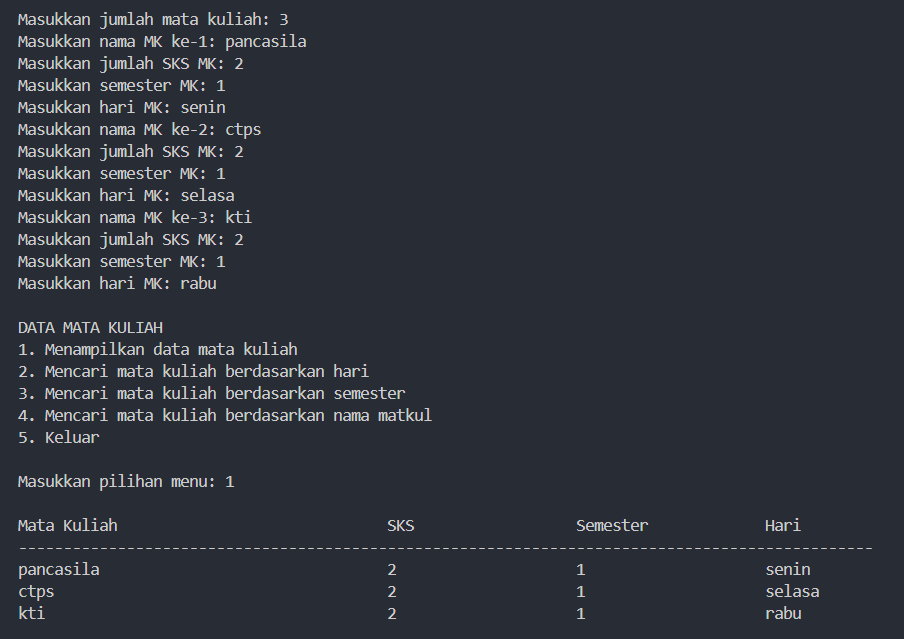 Masukkan jumlah mata kuliah: 3
Masukkan nama MK ke-1: pancasila
Masukkan jumlah SKS MK: 2
Masukkan semester MK: 1
Masukkan hari MK: senin
Masukkan nama MK ke-2: ctps
Masukkan jumlah SKS MK: 2
Masukkan semester MK: 1
Masukkan hari MK: selasa
Masukkan nama MK ke-3: kti
Masukkan jumlah SKS MK: 2
Masukkan semester MK: 1
Masukkan hari MK: rabu
DATA MATA KULIAH
1. Menampilkan data mata kuliah
2. Mencari mata kuliah berdasarkan hari
3. Mencari mata kuliah berdasarkan semester
4. Mencari mata kuliah berdasarkan nama matkul
5. Keluar
Masukkan pilihan menu: 1
Mata Kuliah SKS Semester Hari
-----------------------------------------------------------------------------------------------
pancasila 2 1 senin
ctps 2 1 selasa
kti 2 1 rabu